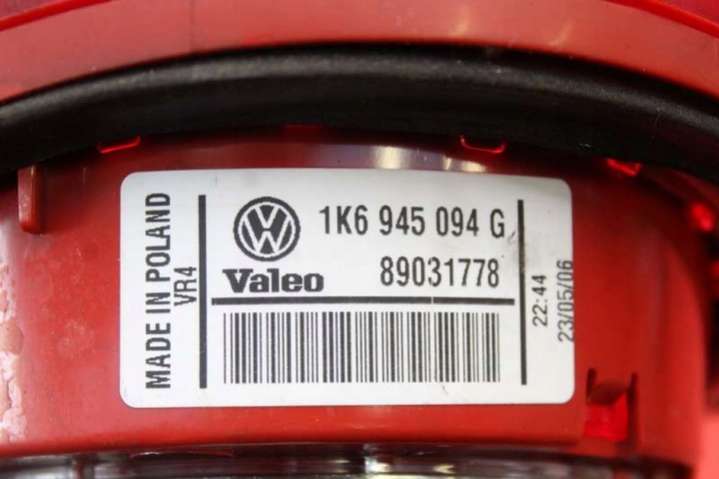 MADE IN POLAND
VR4
1K6 945 094 G
Valeo 89031778
22:44
23/05/06